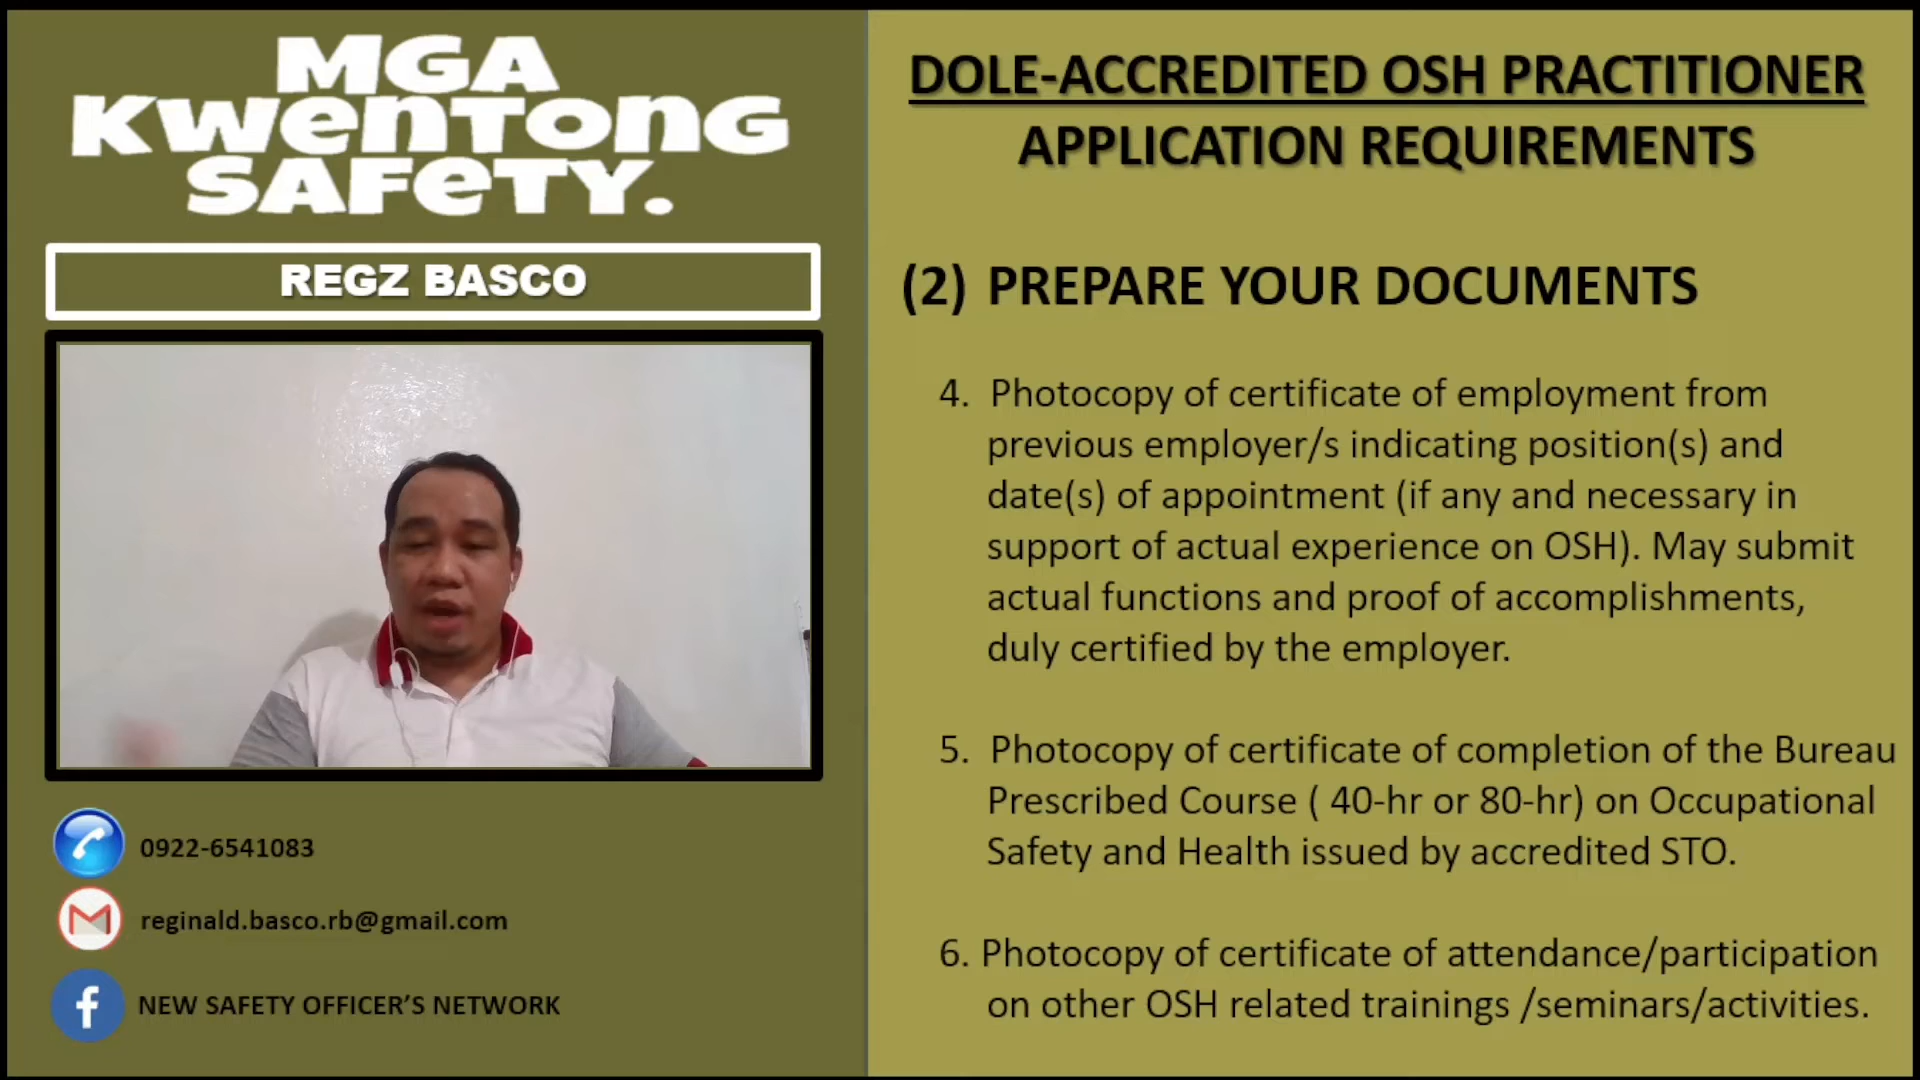 MGA
KWENTONG
SAFETY.
REGZ BASCO
0922-6541083
reginald.basco.rb@gmail.com
NEW SAFETY OFFICER’S NETWORK
DOLE-ACCREDITED OSH PRACTITIONER
APPLICATION REQUIREMENTS
(2) PREPARE YOUR DOCUMENTS
4. Photocopy of certificate of employment from
previous employer/s indicating position(s) and
date(s) of appointment (if any and necessary in
support of actual experience on OSH). May submit
actual functions and proof of accomplishments,
duly certified by the employer.
5. Photocopy of certificate of completion of the Bureau
Prescribed Course ( 40-hr or 80-hr) on Occupational
Safety and Health issued by accredited STO.
6. Photocopy of certificate of attendance/participation
on other OSH related trainings /seminars/activities.